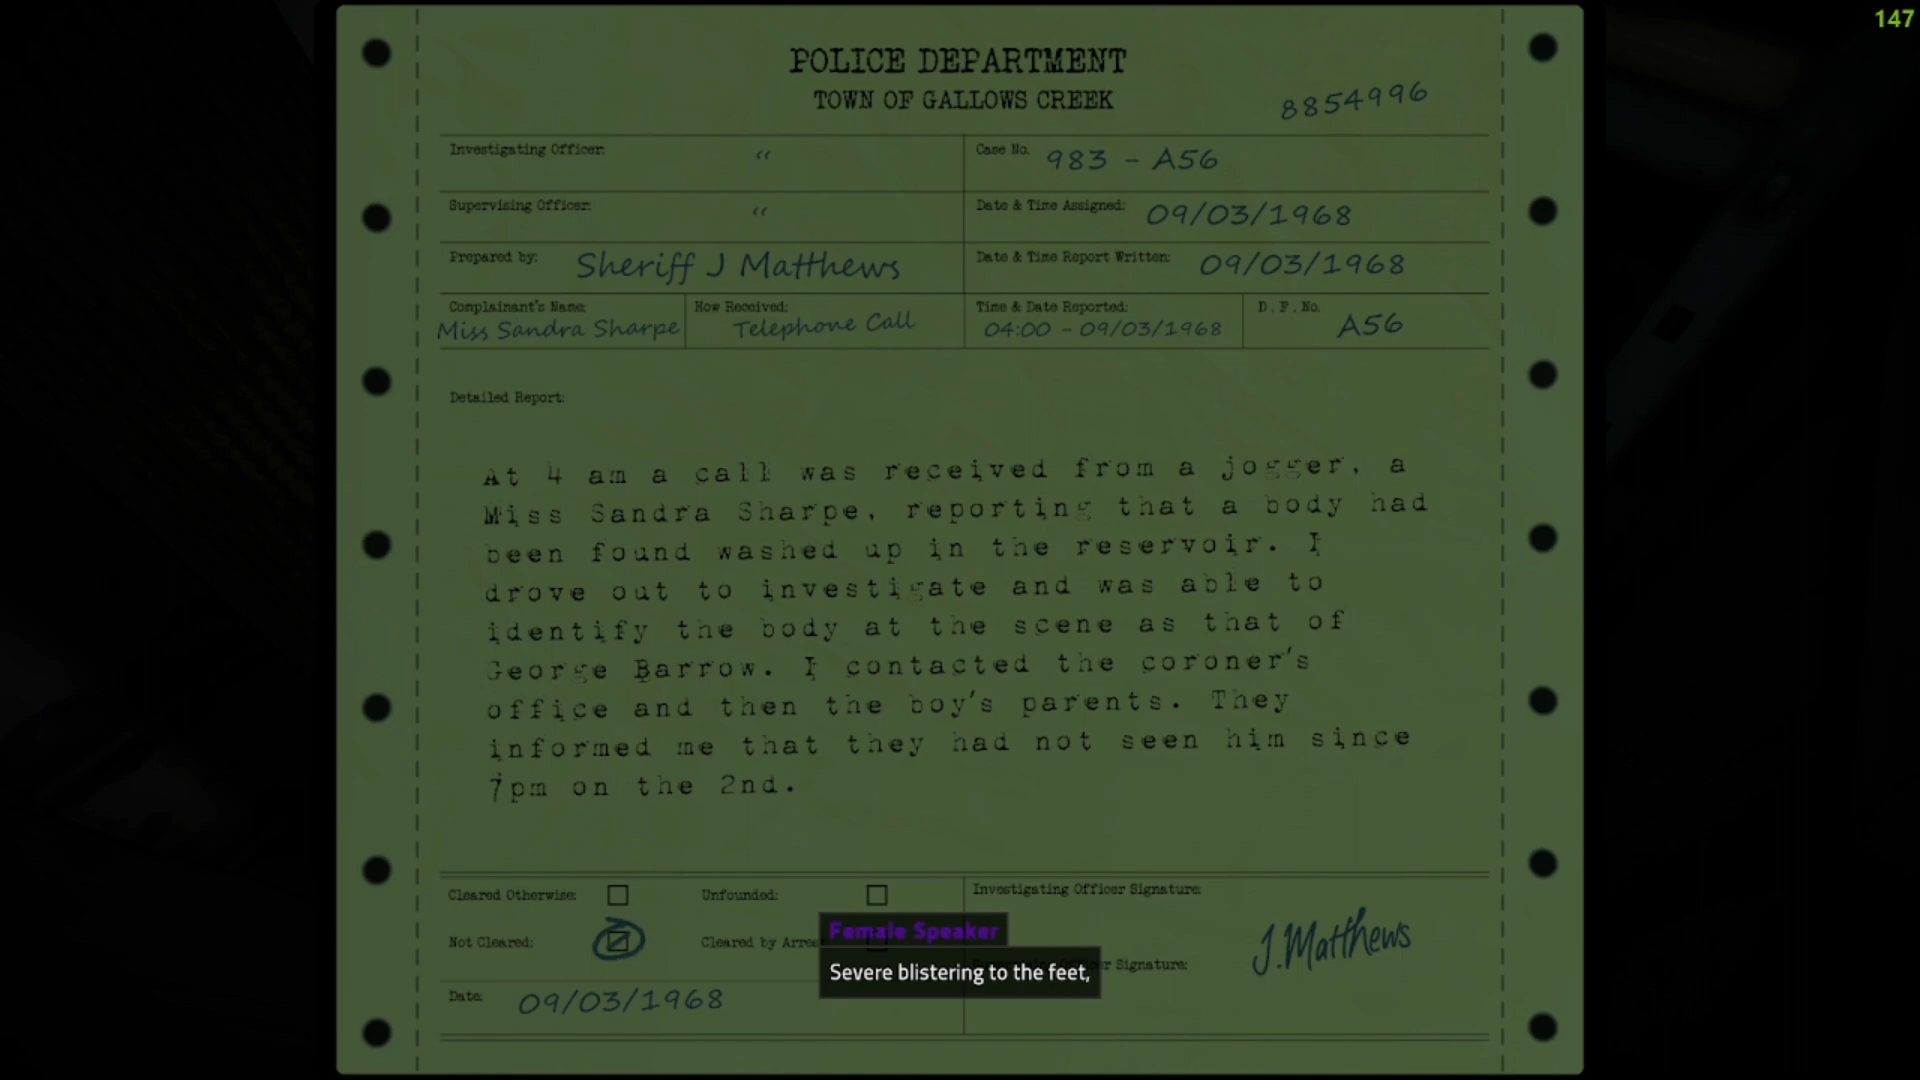 147
POLICE DEPARTMENT
TOWN OF GALLOWS CREEK
8854996
Investigating Officer: "
Case No. 983 - A56
Supervising Officer: "
Date & Time Assigned: 09/03/1968
Prepared by: Sheriff J Matthews
Date & Time Report Written: 09/03/1968
Complainant's Name: Miss Sandra Sharpe
How Received: Telephone Call
Time & Date Reported: 04:00 - 09/03/1968
D. F. No. A56
Detailed Report:
At 4 am a call was received from a jogger, a
Miss Sandra Sharpe, reporting that a body had
been found washed up in the reservoir. I
drove out to investigate and was able to
identify the body at the scene as that of
George Barrow. I contacted the coroner's
office and then the boy's parents. They
informed me that they had not seen him since
7pm on the 2nd.
Cleared Otherwise:
Unfounded:
Investigating Officer Signature:
Not Cleared:
Cleared by
J. Matthews
Female Speaker
Severe blistering to the feet,
Signature:
Date: 09/03/1968